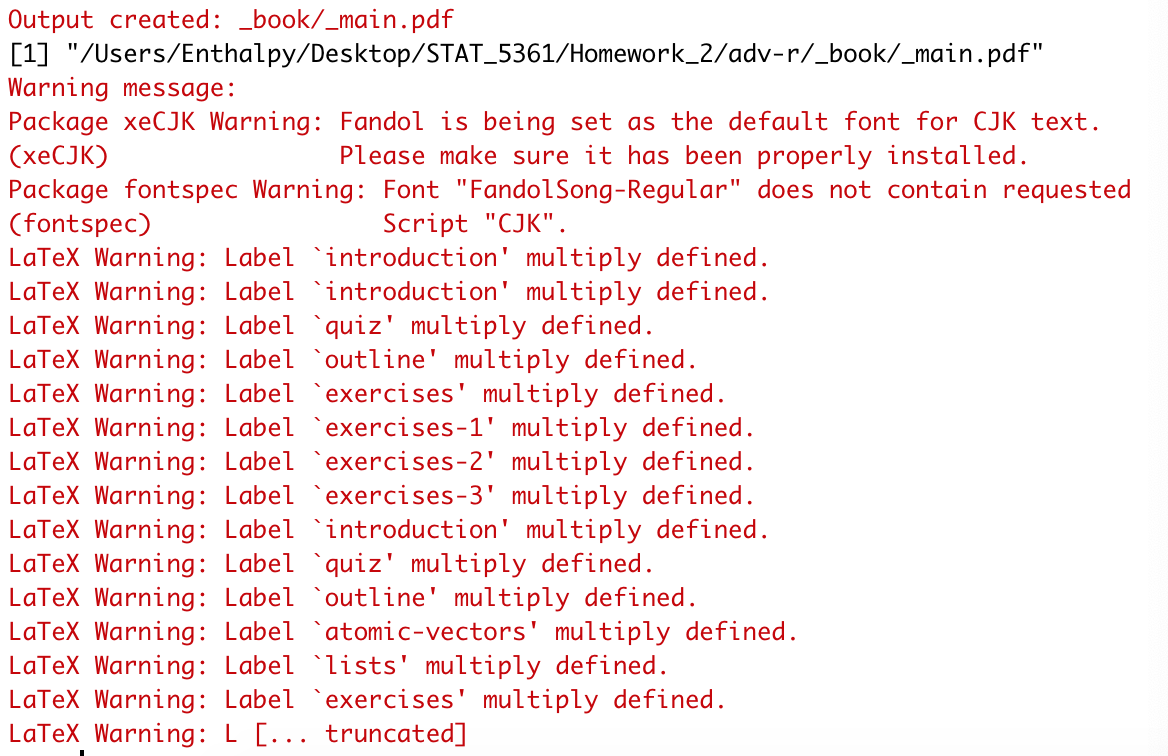 Output created: _book/_main.pdf
[1] "/Users/Enthalpy/Desktop/STAT_5361/Homework_2/adv-r/_book/_main.pdf"
Warning message:
Package xeCJK Warning: Fandol is being set as the default font for CJK text.
(xeCJK)                Please make sure it has been properly installed.
Package fontspec Warning: Font "FandolSong-Regular" does not contain requested
(fontspec)                Script "CJK".
LaTeX Warning: Label `introduction' multiply defined.
LaTeX Warning: Label `introduction' multiply defined.
LaTeX Warning: Label `quiz' multiply defined.
LaTeX Warning: Label `outline' multiply defined.
LaTeX Warning: Label `exercises' multiply defined.
LaTeX Warning: Label `exercises-1' multiply defined.
LaTeX Warning: Label `exercises-2' multiply defined.
LaTeX Warning: Label `exercises-3' multiply defined.
LaTeX Warning: Label `introduction' multiply defined.
LaTeX Warning: Label `quiz' multiply defined.
LaTeX Warning: Label `outline' multiply defined.
LaTeX Warning: Label `atomic-vectors' multiply defined.
LaTeX Warning: Label `lists' multiply defined.
LaTeX Warning: Label `exercises' multiply defined.
LaTeX Warning: L [... truncated]